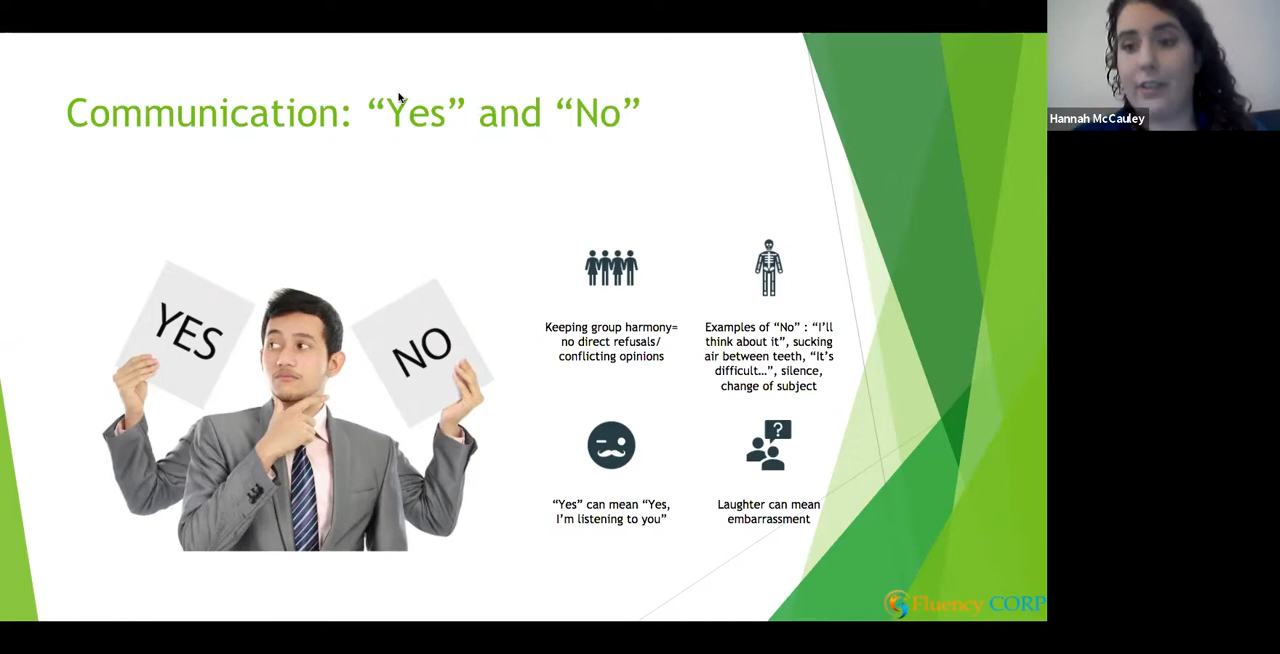 Communication: “Yes” and “No”
Hannah McCauley
YES
NO
Keeping group harmony=
no direct refusals/
conflicting opinions
Examples of “No” : “I’ll
think about it”, sucking
air between teeth, “It’s
difficult…”, silence,
change of subject
?
“Yes” can mean “Yes,
I’m listening to you”
Laughter can mean
embarrassment
Fluency CORP